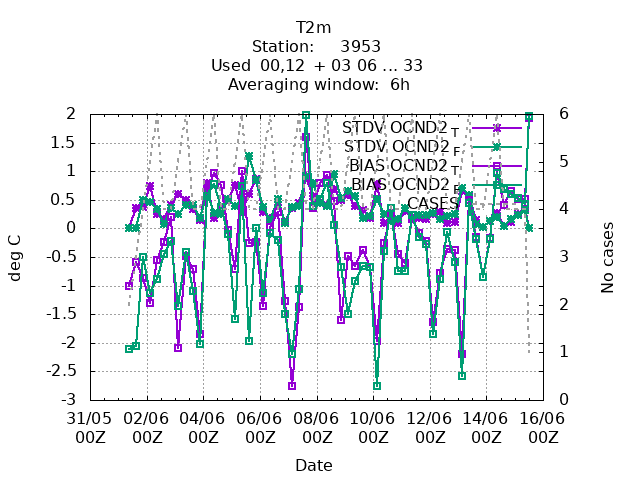 T2m
Station: 3953
Used 00,12 + 03 06 ... 33
Averaging window: 6h
2
1.5
1
0.5
0
-0.5
-1
-1.5
-2
-2.5
-3
6
5
4
3
2
1
0
STDV OCND2 T
STDV OCND2 F
BIAS OCND2 T
BIAS OCND2 F
CASES
deg C
No cases
31/05 02/06 04/06 06/06 08/06 10/06 12/06 14/06 16/06
00Z 00Z 00Z 00Z 00Z 00Z 00Z 00Z 00Z
Date